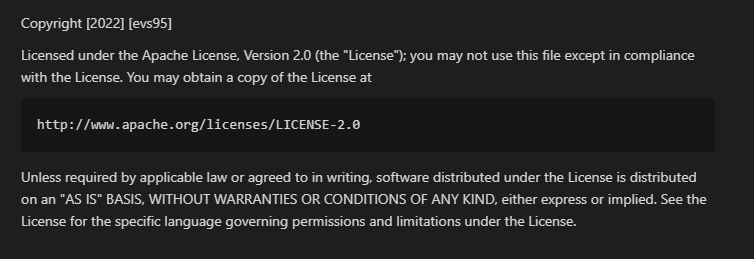 Copyright [2022] [evs95]
Licensed under the Apache License, Version 2.0 (the "License"); you may not use this file except in compliance
with the License. You may obtain a copy of the License at
http://www.apache.org/licenses/LICENSE-2.0
Unless required by applicable law or agreed to in writing, software distributed under the License is distributed
on an "AS IS" BASIS, WITHOUT WARRANTIES OR CONDITIONS OF ANY KIND, either express or implied. See the
License for the specific language governing permissions and limitations under the License.